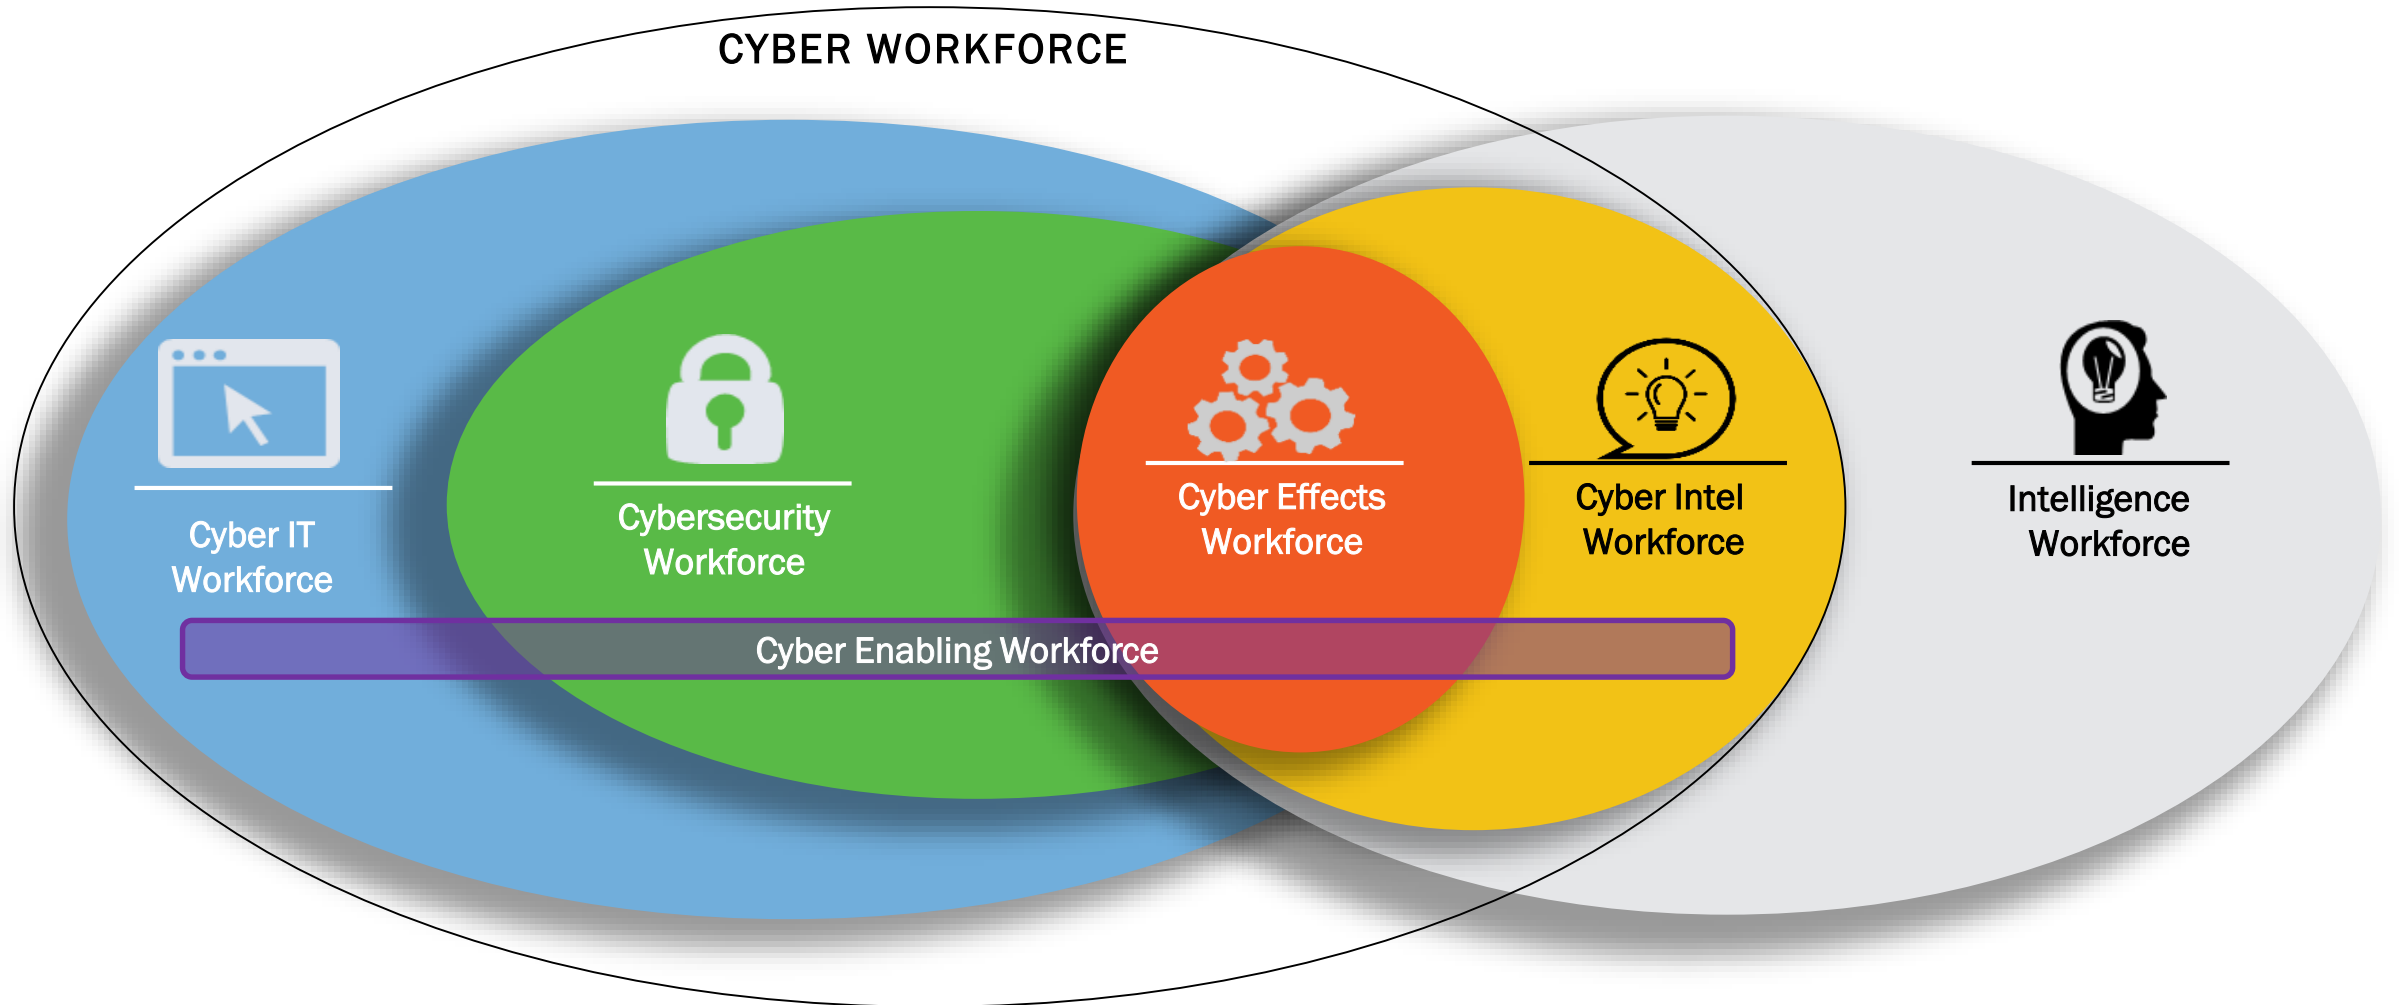 CYBER WORKFORCE
Cyber IT
Workforce
Cybersecurity
Workforce
Cyber Effects
Workforce
Cyber Intel
Workforce
Intelligence
Workforce
Cyber Enabling Workforce